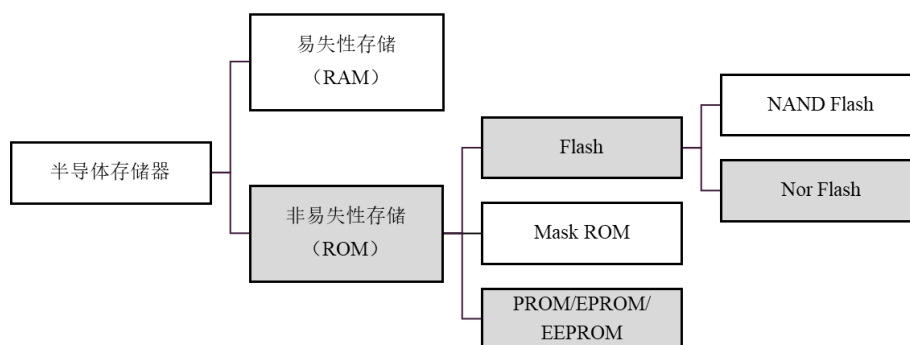 易失性存储
（RAM）
半导体存储器
非易失性存储
（ROM）
Flash
Mask ROM
PROM/EPROM/
EEPROM
NAND Flash
Nor Flash